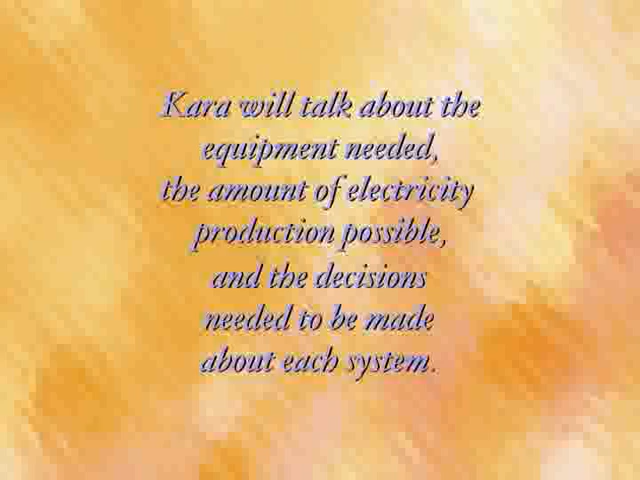 Kara will talk about the
equipment needed,
the amount of electricity
production possible,
and the decisions
needed to be made
about each system.